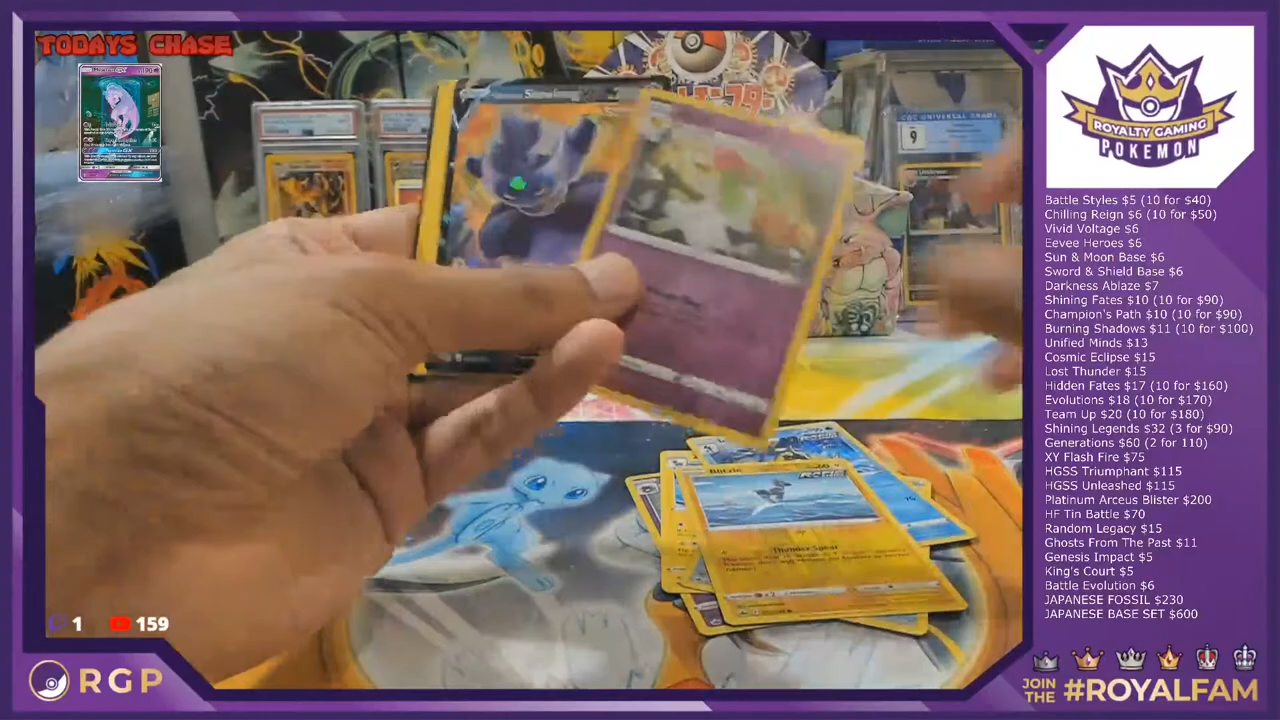 TODAYS CHASE
CGC UNIVERSAL GRADE
9
Blitzle
Thunder Spear
1
159
RGP
ROYALTY GAMING
POKEMON
Battle Styles $5 (10 for $40)
Chilling Reign $6 (10 for $50)
Vivid Voltage $6
Eevee Heroes $6
Sun & Moon Base $6
Sword & Shield Base $6
Darkness Ablaze $7
Shining Fates $10 (10 for $90)
Champion's Path $10 (10 for $90)
Burning Shadows $11 (10 for $100)
Unified Minds $13
Cosmic Eclipse $15
Lost Thunder $15
Hidden Fates $17 (10 for $160)
Evolutions $18 (10 for $170)
Team Up $20 (10 for $180)
Shining Legends $32 (3 for $90)
Generations $60 (2 for 110)
XY Flash Fire $75
HGSS Triumphant $115
HGSS Unleashed $115
Platinum Arceus Blister $200
HF Tin Battle $70
Random Legacy $15
Ghosts From The Past $11
Genesis Impact $5
King's Court $5
Battle Evolution $6
JAPANESE FOSSIL $230
JAPANESE BASE SET $600
JOIN THE #ROYALFAM